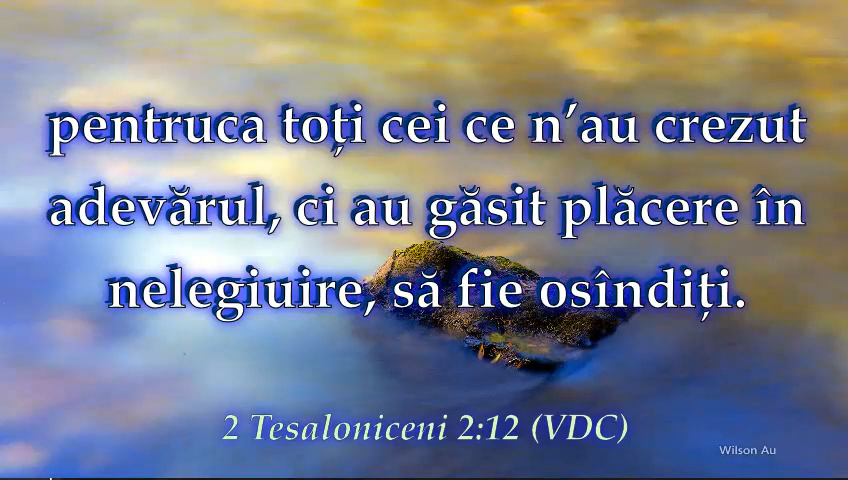 pentruca toți cei ce n’au crezut
adevărul, ci au găsit plăcere în
nelegiuire, să fie osîndiți.
2 Tesaloniceni 2:12 (VDC)
Wilson Au